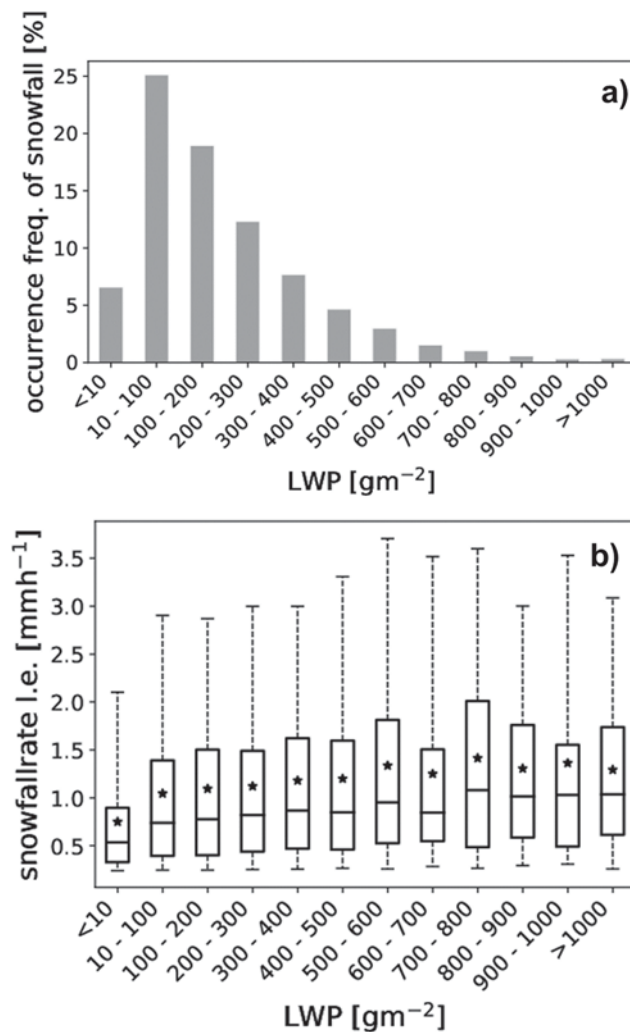 a)
occurrence freq. of snowfall [%]
25
20
15
10
5
0
<10
10 - 100
100 - 200
200 - 300
300 - 400
400 - 500
500 - 600
600 - 700
700 - 800
800 - 900
900 - 1000
>1000
LWP [gm⁻²]
b)
snowfallrate l.e. [mmh⁻¹]
3.5
3.0
2.5
2.0
1.5
1.0
0.5
<10
10 - 100
100 - 200
200 - 300
300 - 400
400 - 500
500 - 600
600 - 700
700 - 800
800 - 900
900 - 1000
>1000
LWP [gm⁻²]